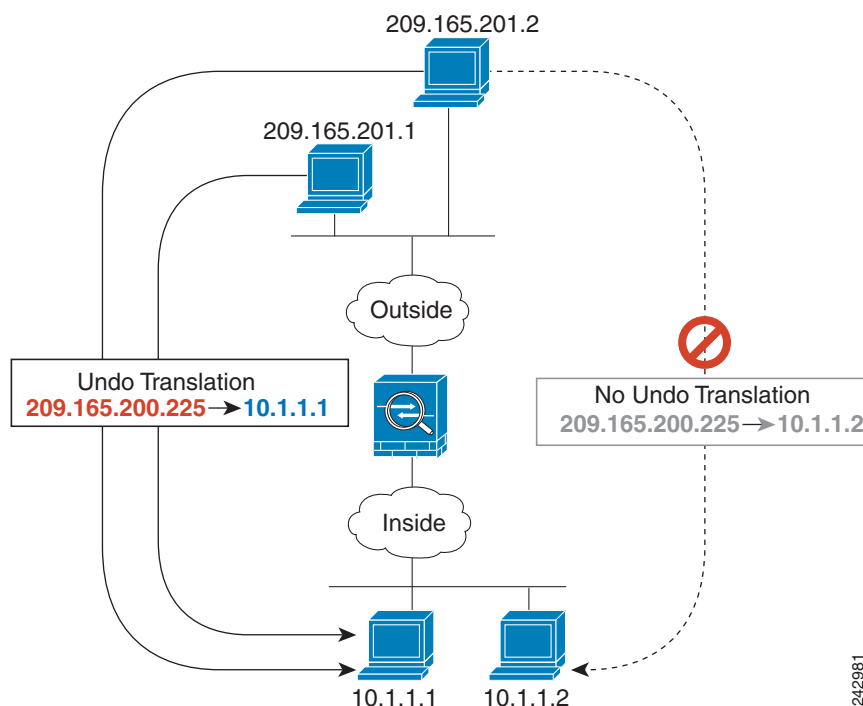 209.165.201.2
209.165.201.1
Outside
Undo Translation
209.165.200.225 → 10.1.1.1
No Undo Translation
209.165.200.225 → 10.1.1.2
Inside
10.1.1.1
10.1.1.2
242981